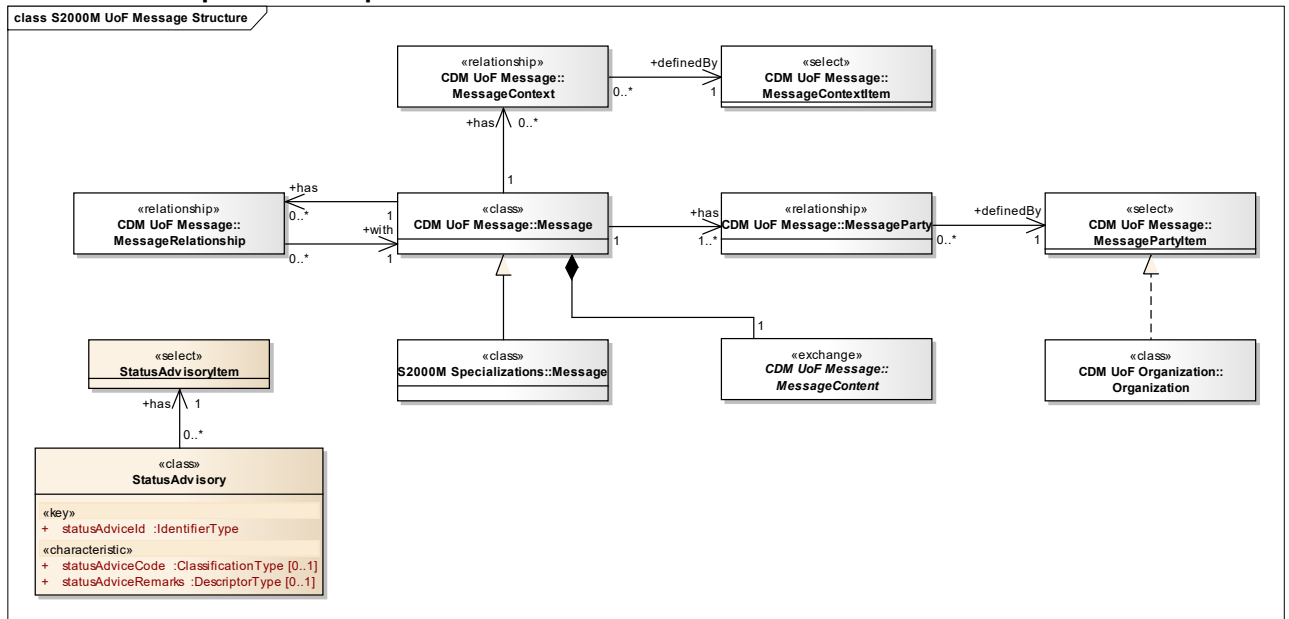 class S2000M UoF Message Structure
«relationship»
CDM UoF Message::
MessageContext
+definedBy
0..*
1
«select»
CDM UoF Message::
MessageContextItem
+has
0..*
1
«relationship»
CDM UoF Message::
MessageRelationship
+has
0..*
1
+with
0..*
1
«class»
CDM UoF Message::Message
+has
1
1..*
«relationship»
CDM UoF Message::MessageParty
+definedBy
0..*
1
«select»
CDM UoF Message::
MessagePartyItem
«select»
StatusAdvisoryItem
«class»
S2000M Specializations::Message
1
«exchange»
CDM UoF Message::
MessageContent
«class»
CDM UoF Organization::
Organization
+has
1
0..*
«class»
StatusAdvisory
«key»
+ statusAdviceId :IdentifierType
«characteristic»
+ statusAdviceCode :ClassificationType [0..1]
+ statusAdviceRemarks :DescriptorType [0..1]